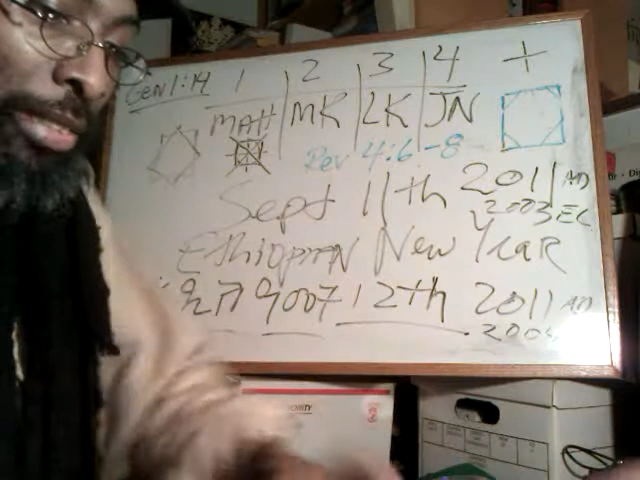 Gen 1:14 1 2 3 4 +
MAH MK LK JN
Rev 4:6-8
Sept 11th 2011 AD
2003 EC
Ethiopian New Year
12th 2011 AD